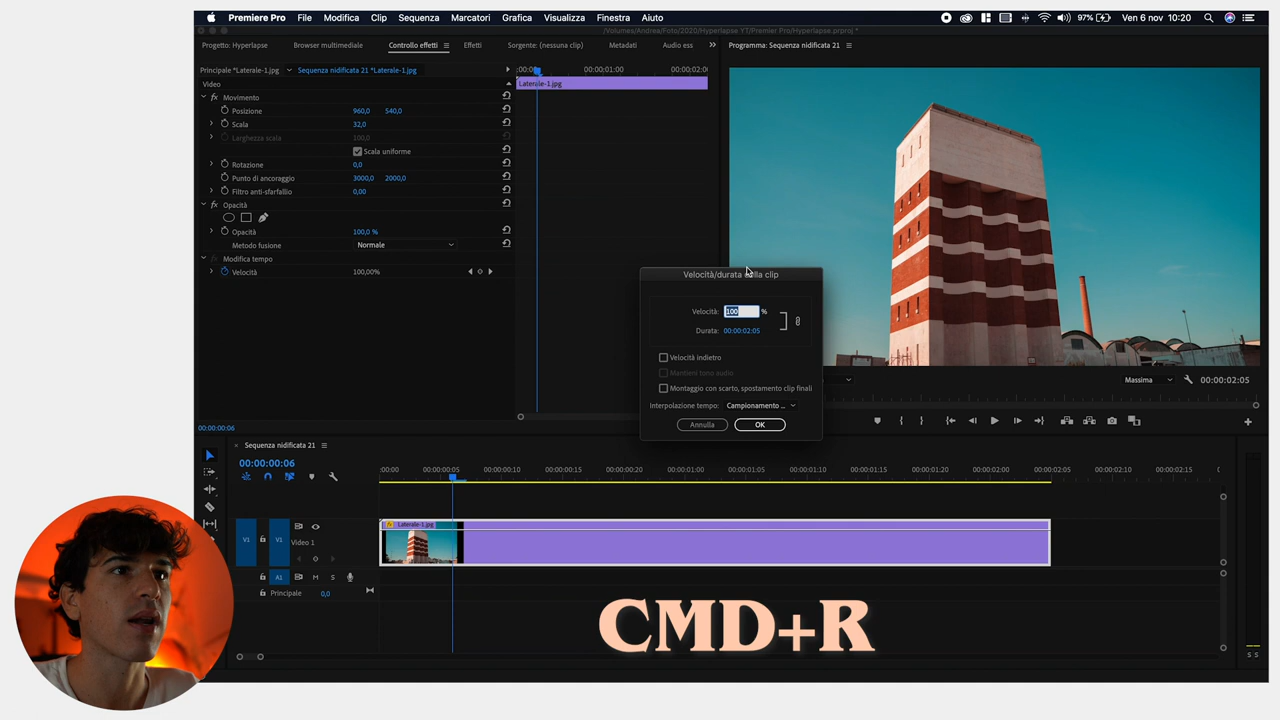 Premiere Pro File Modifica Clip Sequenza Marcatori Grafica Visualizza Finestra Aiuto 97% Ven 6 nov 10:20
/Volumes/Andrea/Foto/2020/Hyperlapse YT/Premier Pro/Hyperlapse.prproj *
Progetto: Hyperlapse Browser multimediale Controllo effetti Effetti Sorgente: (nessuna clip) Metadati Audio ess Programma: Sequenza nidificata 21
Principale *Laterale-1.jpg Sequenza nidificata 21 *Laterale-1.jpg 00:00:01:00
Video Laterale-1.jpg
fx Movimento
Posizione 960,0 540,0
Scala 32,0
Larghezza scala 100,0
Scala uniforme
Rotazione 0,0
Punto di ancoraggio 3000,0 2000,0
Filtro anti-sfarfallio 0,00
fx Opacità
Opacità 100,0 %
Metodo fusione Normale
Modifica tempo
Velocità 100,00%
Velocità/durata della clip
Velocità: 100 %
Durata: 00:00:02:05
Velocità indietro
Mantieni tono audio
Montaggio con scarto, spostamento clip finali
Interpolazione tempo: Campionamento ...
Annulla OK
Massima 00:00:02:05
00:00:00:06
× Sequenza nidificata 21
00:00:00:06
:00:00 00:00:00:05 00:00:00:10 00:00:00:15 00:00:00:20 00:00:01:00 00:00:01:05 00:00:01:10 00:00:01:15 00:00:01:20 00:00:02:00 00:00:02:05 00:00:02:10 00:00:02:15
fx Laterale-1.jpg
V1 V1 Video 1
A1 M S
Principale 0,0
CMD+R
S S